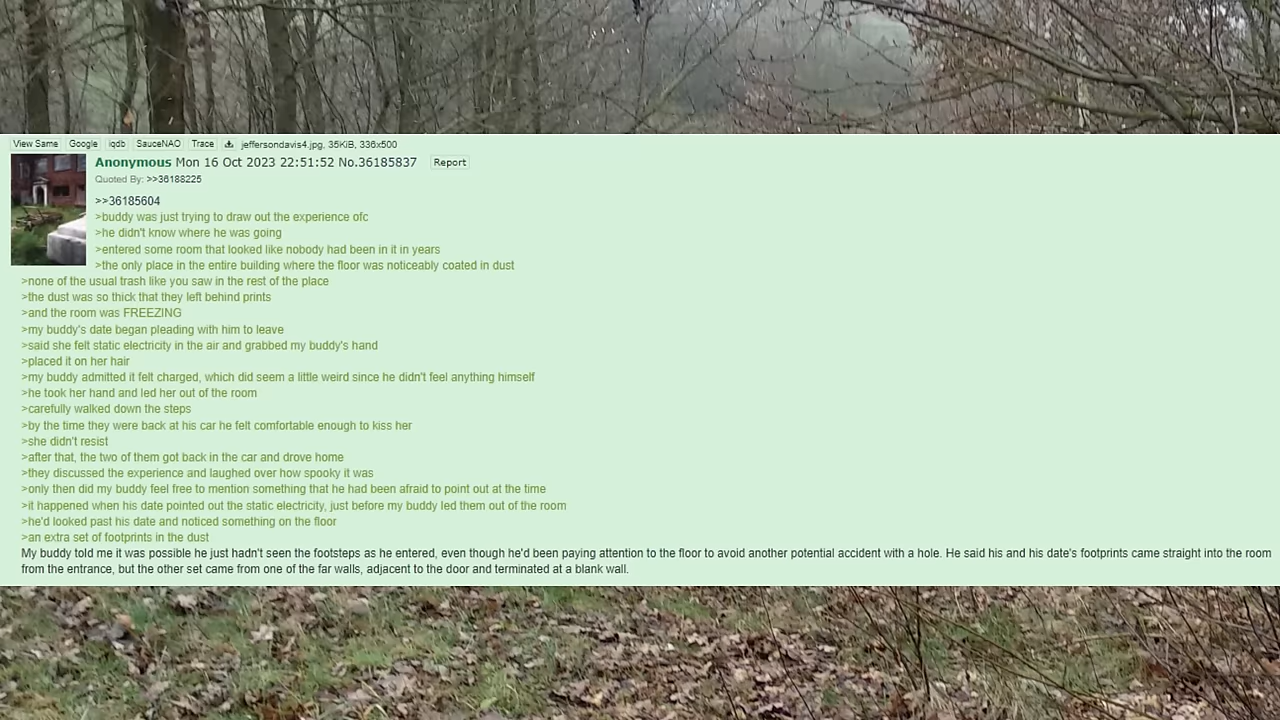 View Same Google iqdb SauceNAO Trace jeffersondavis4.jpg, 35KiB, 336x500
Anonymous Mon 16 Oct 2023 22:51:52 No.36185837 Report
Quoted By: >>36188225
>>36185604
>buddy was just trying to draw out the experience ofc
>he didn't know where he was going
>entered some room that looked like nobody had been in it in years
>the only place in the entire building where the floor was noticeably coated in dust
>none of the usual trash like you saw in the rest of the place
>the dust was so thick that they left behind prints
>and the room was FREEZING
>my buddy's date began pleading with him to leave
>said she felt static electricity in the air and grabbed my buddy's hand
>placed it on her hair
>my buddy admitted it felt charged, which did seem a little weird since he didn't feel anything himself
>he took her hand and led her out of the room
>carefully walked down the steps
>by the time they were back at his car he felt comfortable enough to kiss her
>she didn't resist
>after that, the two of them got back in the car and drove home
>they discussed the experience and laughed over how spooky it was
>only then did my buddy feel free to mention something that he had been afraid to point out at the time
>it happened when his date pointed out the static electricity, just before my buddy led them out of the room
>he'd looked past his date and noticed something on the floor
>an extra set of footprints in the dust
My buddy told me it was possible he just hadn't seen the footsteps as he entered, even though he'd been paying attention to the floor to avoid another potential accident with a hole. He said his and his date's footprints came straight into the room
from the entrance, but the other set came from one of the far walls, adjacent to the door and terminated at a blank wall.